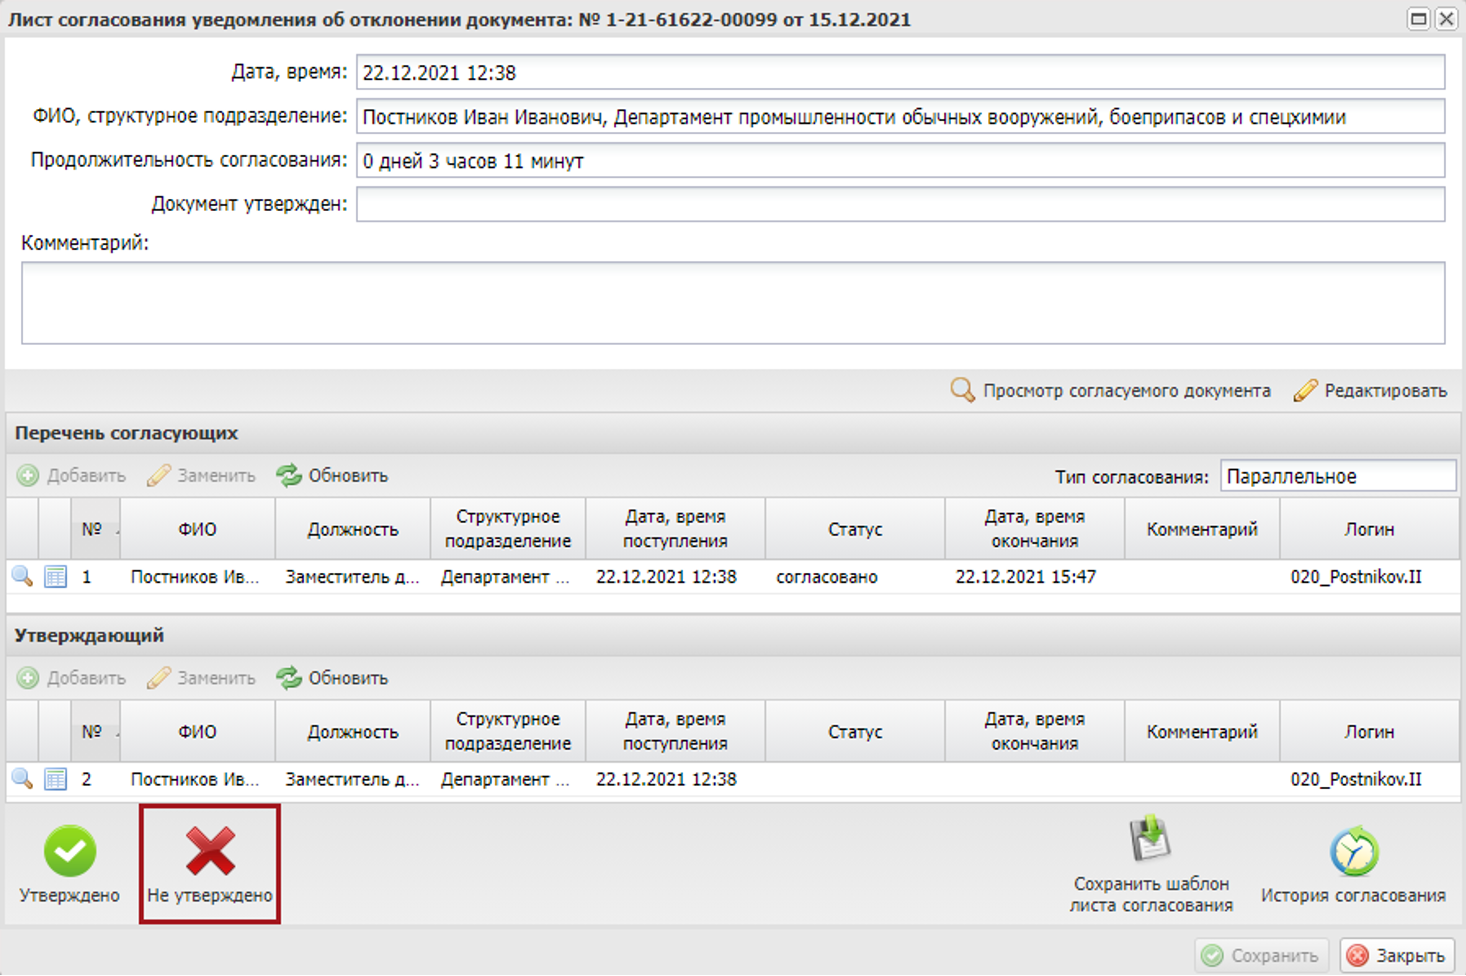 Лист согласования уведомления об отклонении документа: № 1-21-61622-00099 от 15.12.2021
Дата, время: 22.12.2021 12:38
ФИО, структурное подразделение: Постников Иван Иванович, Департамент промышленности обычных вооружений, боеприпасов и спецхимии
Продолжительность согласования: 0 дней 3 часов 11 минут
Документ утвержден:
Комментарий:
Просмотр согласуемого документа Редактировать
Перечень согласующих
Добавить Заменить Обновить Тип согласования: Параллельное
№ ФИО Должность Структурное подразделение Дата, время поступления Статус Дата, время окончания Комментарий Логин
1 Постников Ив... Заместитель д... Департамент ... 22.12.2021 12:38 согласовано 22.12.2021 15:47 020_Postnikov.II
Утверждающий
Добавить Заменить Обновить
№ ФИО Должность Структурное подразделение Дата, время поступления Статус Дата, время окончания Комментарий Логин
2 Постников Ив... Заместитель д... Департамент ... 22.12.2021 12:38 020_Postnikov.II
Утверждено Не утверждено Сохранить шаблон листа согласования История согласования
Сохранить Закрыть